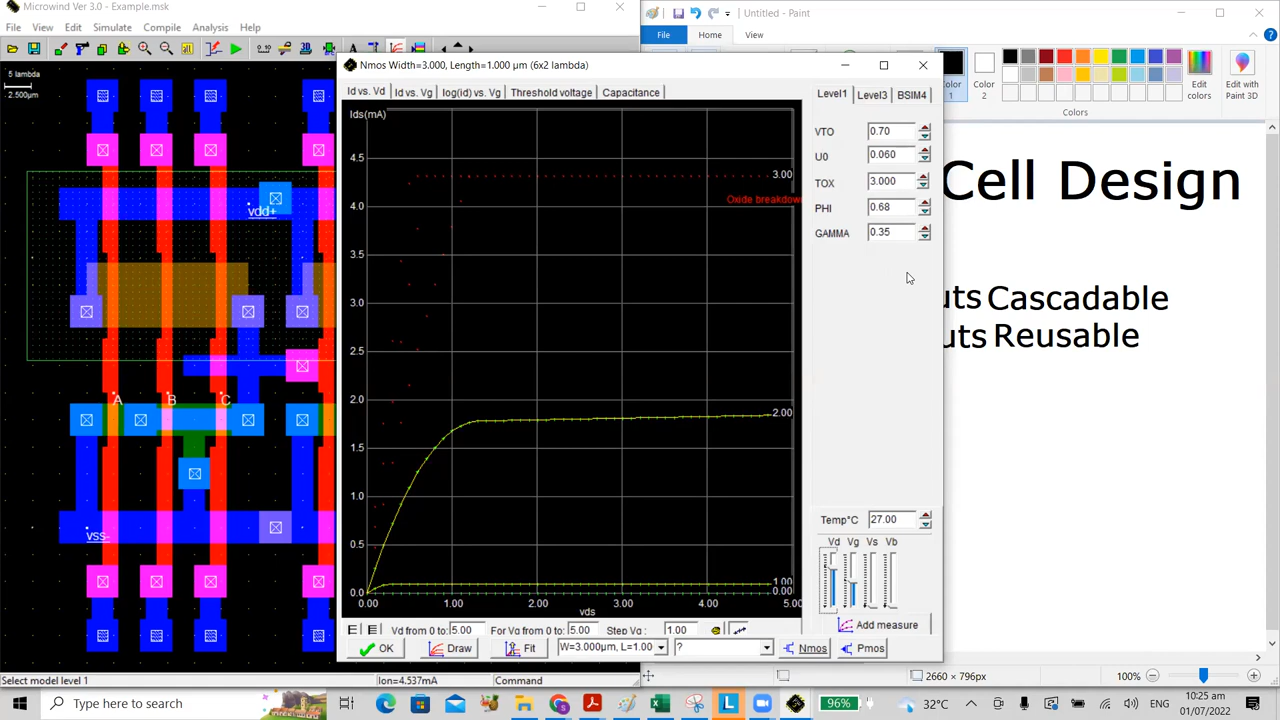 Microwind Ver 3.0 - Example.msk
File View Edit Simulate Compile Analysis Help
5 lambda
2.500µm
vdd+
A B C
vss-
Select model level 1
Ion=4.537mA
Command
Nmos Width=3.000, Length=1.000 µm (6x2 lambda)
Id vs. Vd Id vs. Vg log(id) vs. Vg Threshold voltage Capacitance
Ids(mA)
4.5
4.0
3.5
3.0
2.5
2.0
1.5
1.0
0.5
0.0
3.00
Oxide breakdown
2.00
1.00
0.00
0.00 1.00 2.00 3.00 4.00 5.00
vds
Vd from 0 to: 5.00 For Vg from 0 to: 5.00 Step Vg : 1.00
OK Draw Fit W=3.000µm, L=1.00 ? Nmos Pmos
Level1 Level3 BSIM4
VTO 0.70
U0 0.060
TOX 3.000
PHI 0.68
GAMMA 0.35
Temp°C 27.00
Vd Vg Vs Vb
Add measure
Untitled - Paint
File Home View
Color 1
Color 2
Edit colors
Edit with Paint 3D
Colors
Cell Design
uts Cascadable
uts Reusable
2660 × 796px
100%
Type here to search
96%
32°C
ENG
10:25 am
01/07/2022